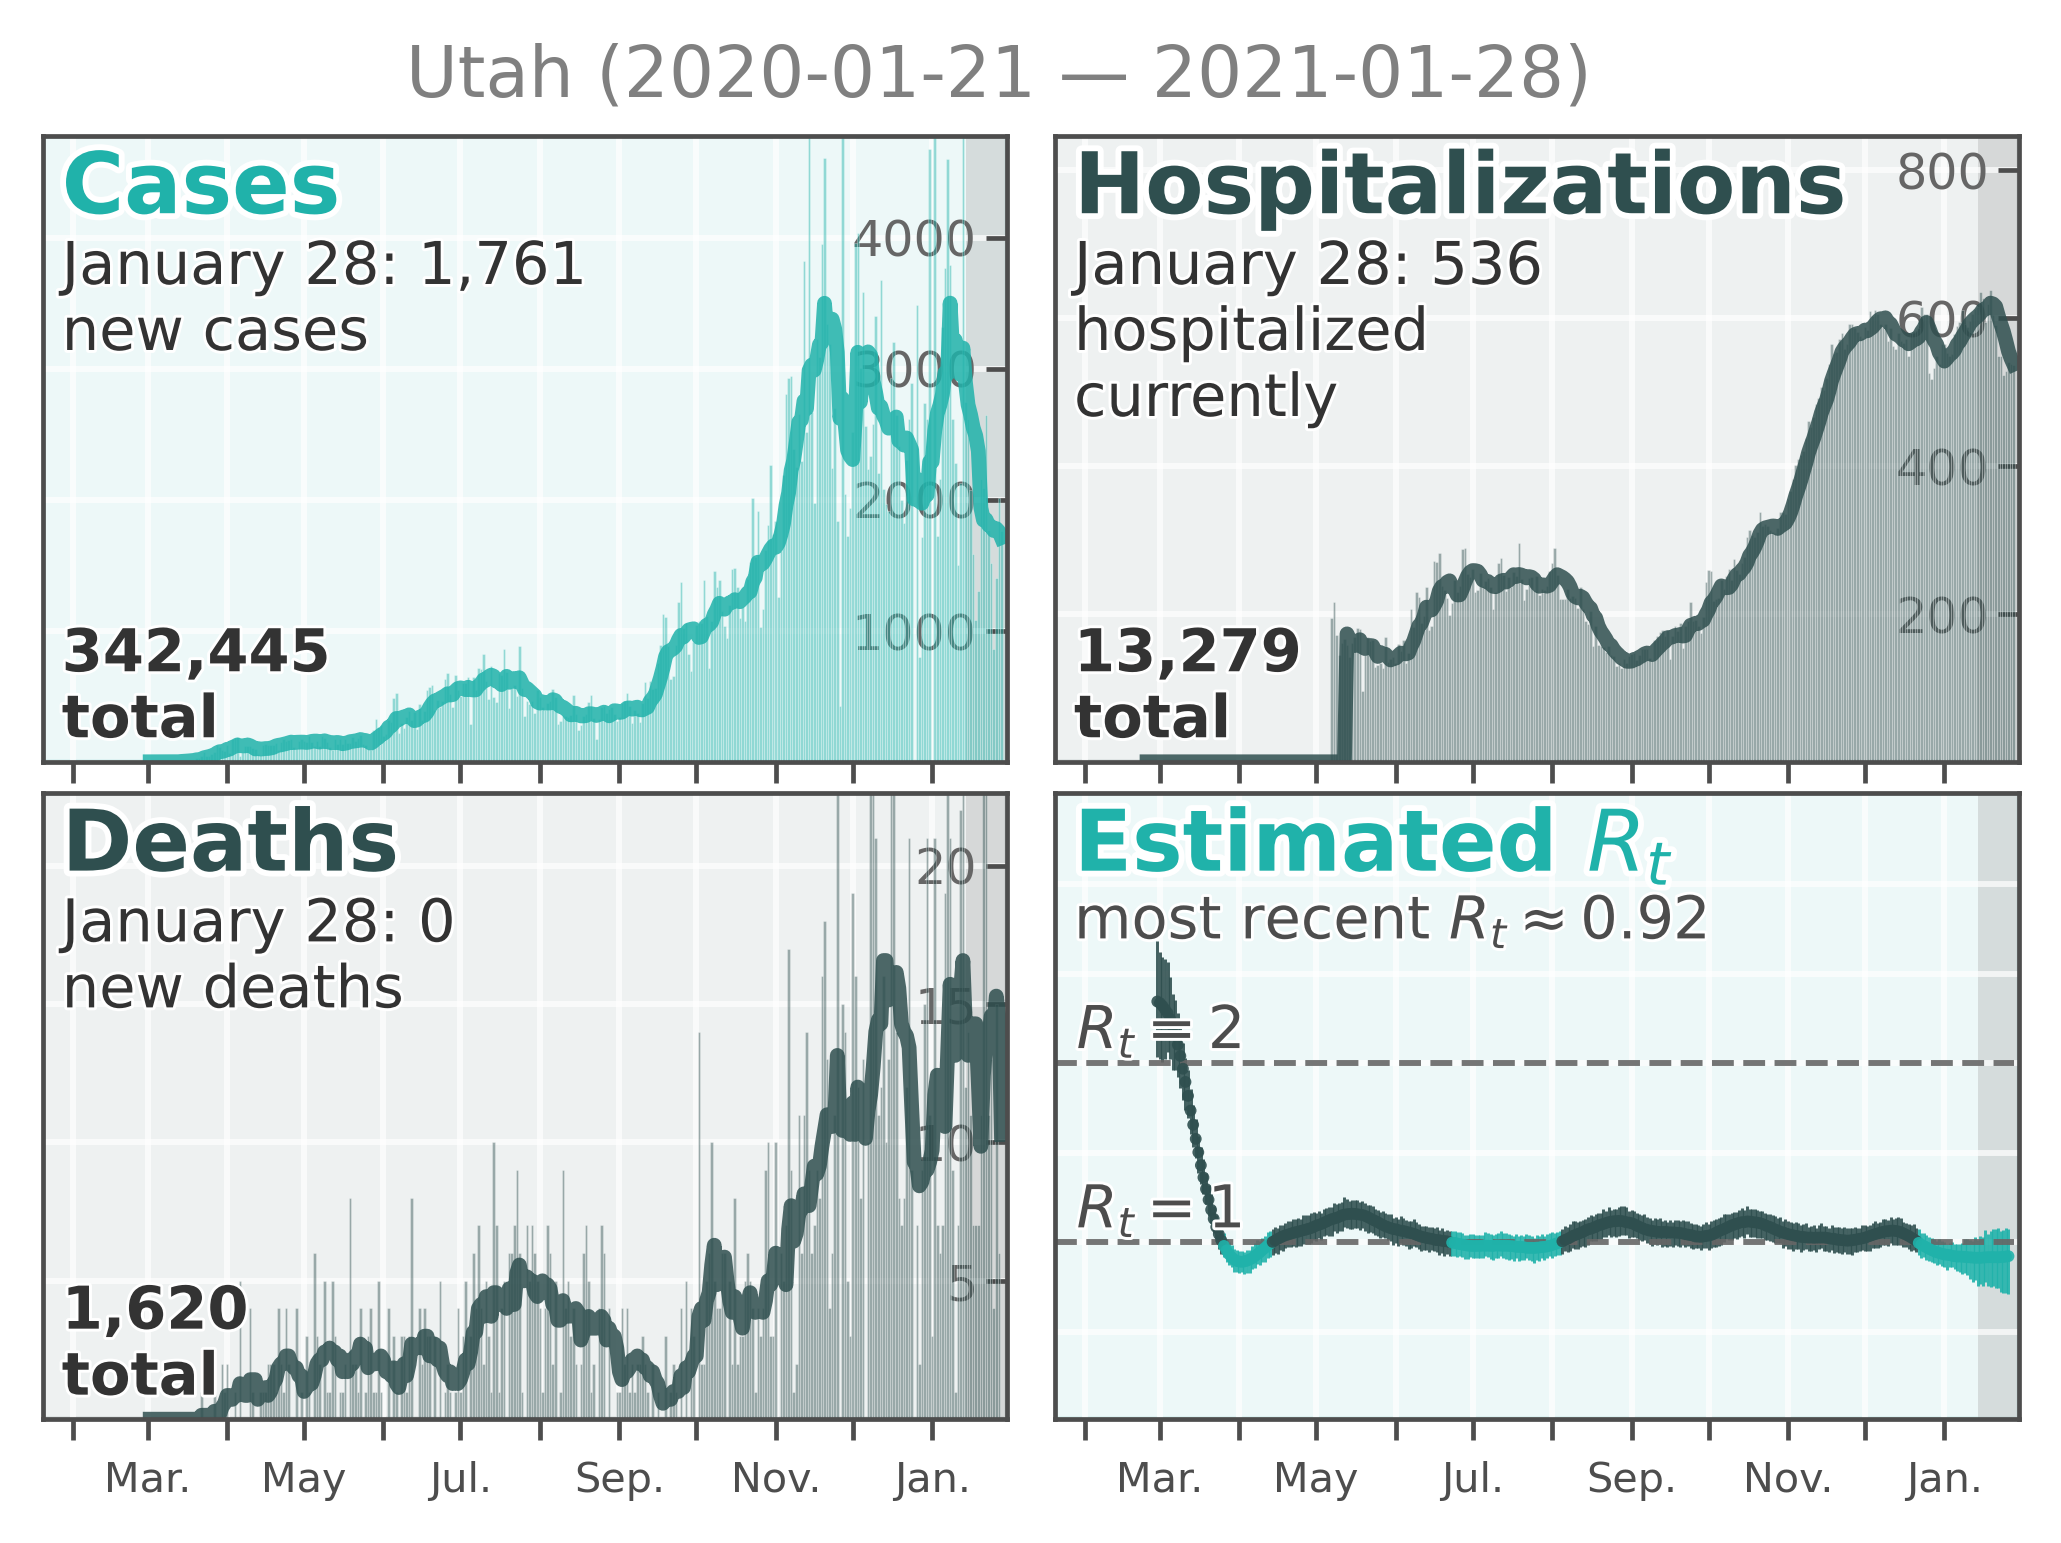 Utah (2020-01-21 — 2021-01-28)
Cases
January 28: 1,761
new cases
4000
3000
2000
1000
342,445
total
Hospitalizations
January 28: 536
hospitalized
currently
800
600
400
200
13,279
total
Deaths
January 28: 0
new deaths
20
15
10
5
1,620
total
Mar. May Jul. Sep. Nov. Jan.
Estimated Rₜ
most recent Rₜ ≈ 0.92
Rₜ = 2
Rₜ = 1
Mar. May Jul. Sep. Nov. Jan.